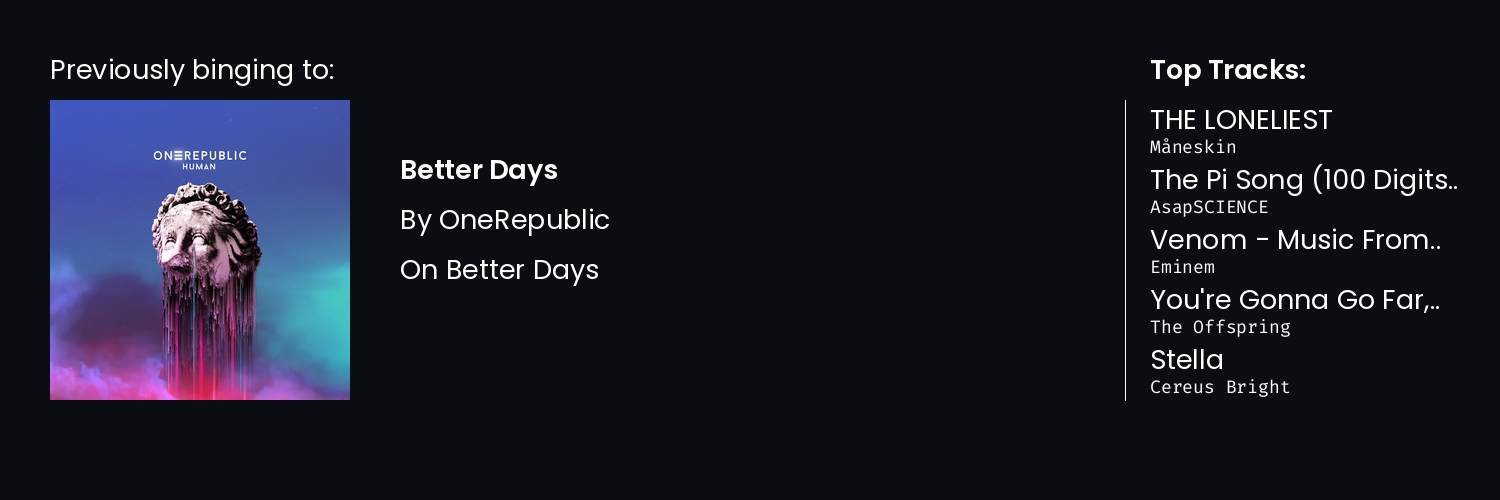 Previously binging to:
ONEREPUBLIC
HUMAN
Better Days
By OneRepublic
On Better Days
Top Tracks:
THE LONELIEST
Måneskin
The Pi Song (100 Digits..
AsapSCIENCE
Venom - Music From..
Eminem
You're Gonna Go Far,..
The Offspring
Stella
Cereus Bright